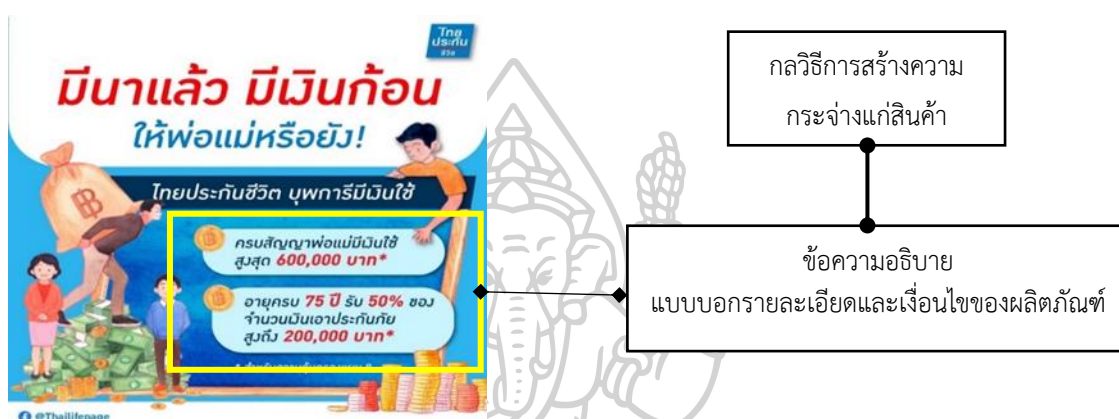 ไทย
ประกัน
ชีวิต
มีนาแล้ว มีเงินก้อน
ให้พ่อแม่หรือยัง!
ไทยประกันชีวิต บุพการีมีเงินใช้
ครบสัญญาพ่อแม่มีเงินใช้
สูงสุด 600,000 บาท*
อายุครบ 75 ปี รับ 50% ของ
จำนวนเงินเอาประกันภัย
สูงถึง 200,000 บาท*
@Thailifepage
กลวิธีการสร้างความ
กระจ่างแก่สินค้า
ข้อความอธิบาย
แบบบอกรายละเอียดและเงื่อนไขของผลิตภัณฑ์